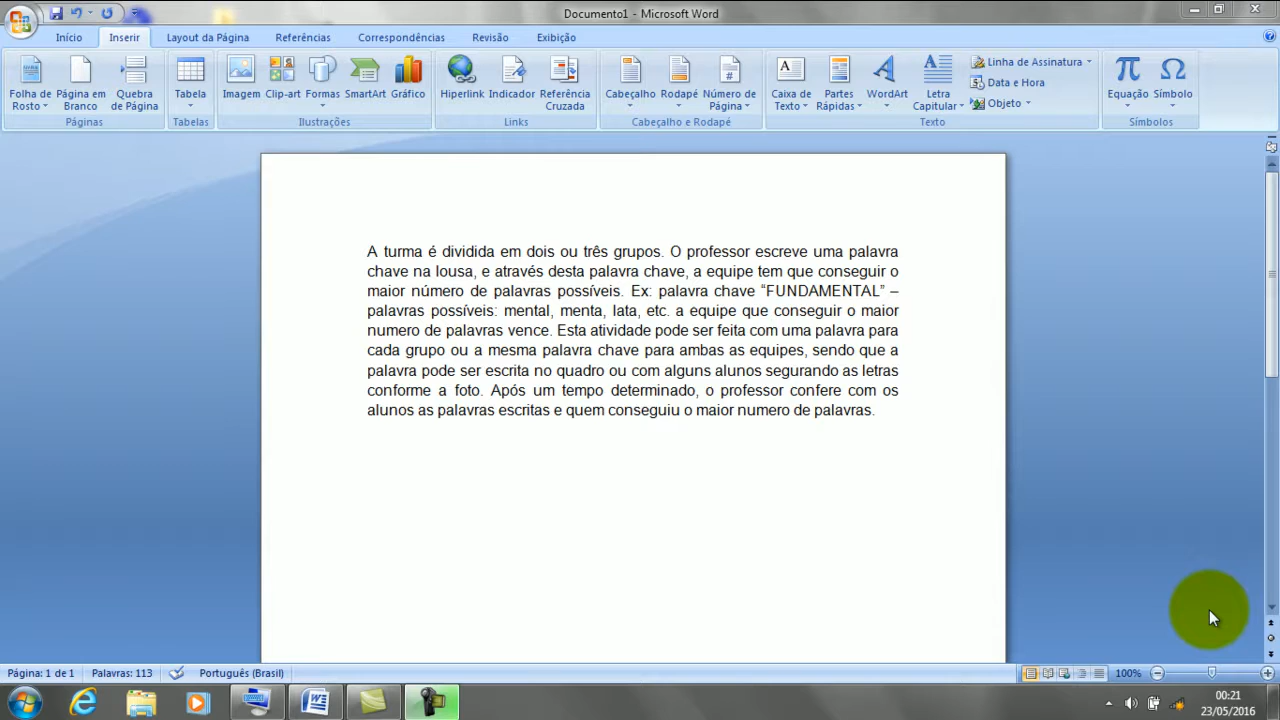 Documento1 - Microsoft Word
Início Inserir Layout da Página Referências Correspondências Revisão Exibição
Folha de Rosto Página em Branco Quebra de Página Tabela Imagem Clip-art Formas SmartArt Gráfico Hiperlink Indicador Referência Cruzada Cabeçalho Rodapé Número de Página Caixa de Texto Partes Rápidas WordArt Letra Capitular Linha de Assinatura Data e Hora Objeto Equação Símbolo
Páginas Tabelas Ilustrações Links Cabeçalho e Rodapé Texto Símbolos
A turma é dividida em dois ou três grupos. O professor escreve uma palavra
chave na lousa, e através desta palavra chave, a equipe tem que conseguir o
maior número de palavras possíveis. Ex: palavra chave “FUNDAMENTAL” –
palavras possíveis: mental, menta, lata, etc. a equipe que conseguir o maior
numero de palavras vence. Esta atividade pode ser feita com uma palavra para
cada grupo ou a mesma palavra chave para ambas as equipes, sendo que a
palavra pode ser escrita no quadro ou com alguns alunos segurando as letras
conforme a foto. Após um tempo determinado, o professor confere com os
alunos as palavras escritas e quem conseguiu o maior numero de palavras.
Página: 1 de 1 Palavras: 113 Português (Brasil) 100%
00:21
23/05/2016